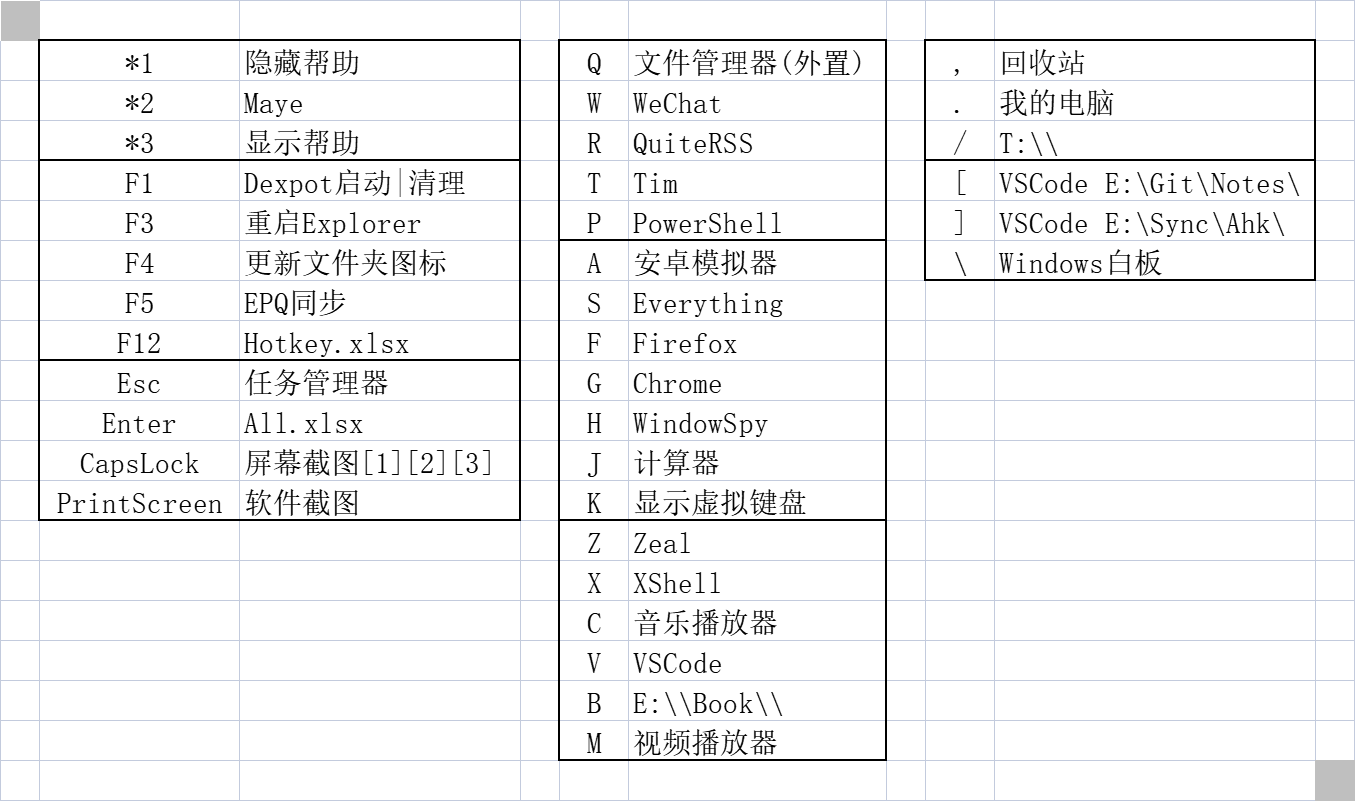 *1 隐藏帮助
*2 Maye
*3 显示帮助
F1 Dexpot启动|清理
F3 重启Explorer
F4 更新文件夹图标
F5 EPQ同步
F12 Hotkey.xlsx
Esc 任务管理器
Enter All.xlsx
CapsLock 屏幕截图[1][2][3]
PrintScreen 软件截图
Q 文件管理器(外置)
W WeChat
R QuiteRSS
T Tim
P PowerShell
A 安卓模拟器
S Everything
F Firefox
G Chrome
H WindowSpy
J 计算器
K 显示虚拟键盘
Z Zeal
X XShell
C 音乐播放器
V VSCode
B E:\\Book\\
M 视频播放器
, 回收站
. 我的电脑
/ T:\\
[ VSCode E:\Git\Notes\
] VSCode E:\Sync\Ahk\
\ Windows白板